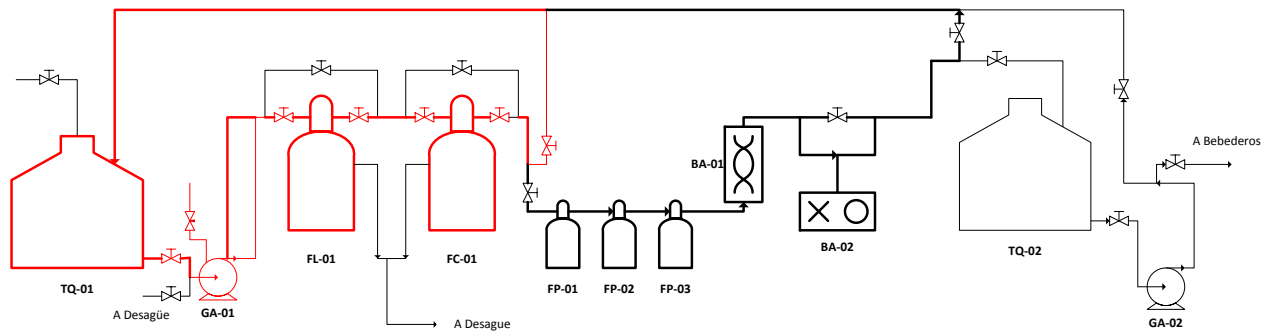 A Bebederos
BA-01
BA-02
TQ-02
FL-01
FC-01
TQ-01
FP-01
FP-02
FP-03
A Desagüe
GA-01
A Desague
GA-02